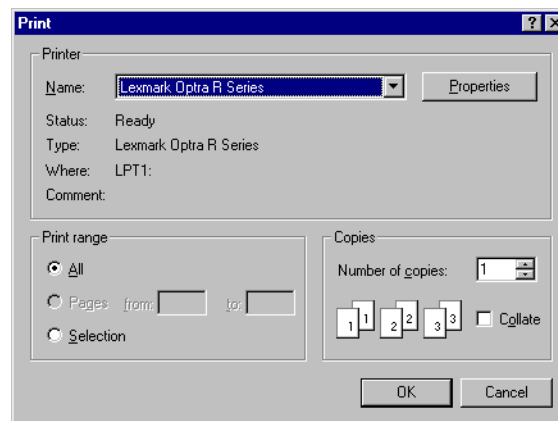 Print
Printer
Name: Lexmark Optra R Series Properties
Status: Ready
Type: Lexmark Optra R Series
Where: LPT1:
Comment:
Print range
All
Pages from: to:
Selection
Copies
Number of copies: 1
1 1 2 2 3 3 Collate
OK Cancel